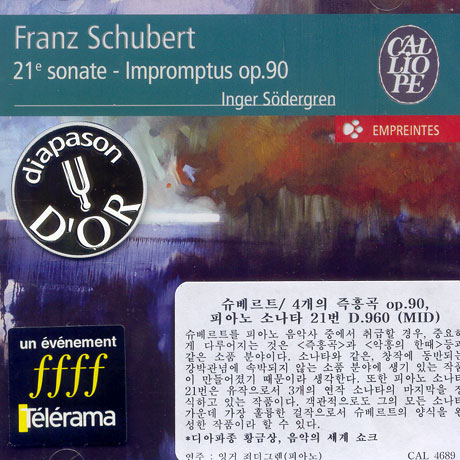 Franz Schubert
21e sonate - Impromptus op.90
Inger Södergren
CALLIOPE
EMPREINTES
diapason
D'OR
un événement
ffff
Télérama
슈베르트/ 4개의 즉흥곡 op.90,
피아노 소나타 21번 D.960 (MID)
슈베르트를 피아노 음악사 중에서 취급할 경우, 중요하
게 다루어지는 것은 <즉흥곡>과 <악흥의 한때>등과
같은 소품 분야이다. 소나타와 같은, 창작에 동반되는
강박관념에 속박되지 않는 소품 분야에 생기 있는 작품
이 만들어졌기 때문이라 생각한다. 또한 피아노 소나타
21번은 유작으로서 3개의 연작 소나타의 마지막을 장
식하고 있는 작품이다. 객관적으로도 그의 모든 소나타
가운데 가장 훌륭한 걸작으로서 슈베르트의 양식을 완
성한 작품이라 할 수 있다.
*디아파종 황금상, 음악의 세계 쇼크
연주 : 잉거 죄더그렌(피아노) CAL 4689